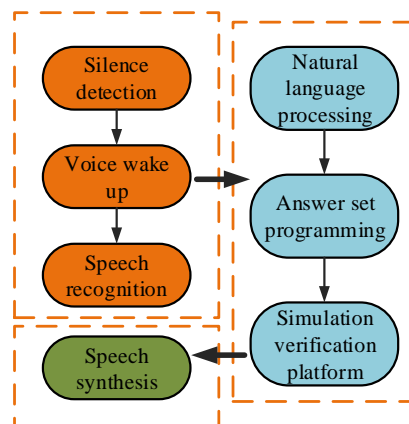 Silence
detection
Voice wake
up
Speech
recognition
Speech
synthesis
Natural
language
processing
Answer set
programming
Simulation
verification
platform